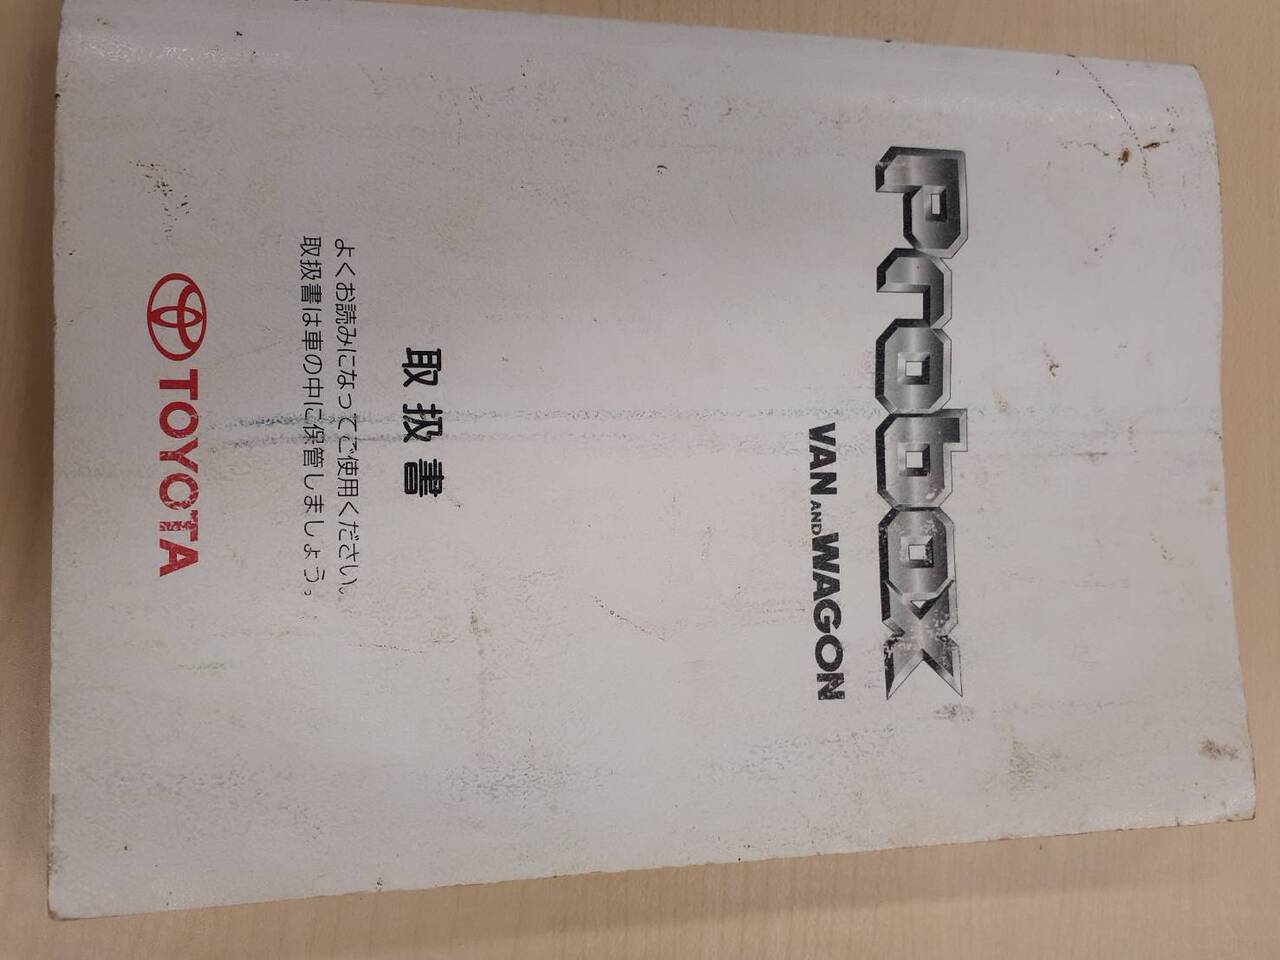 Probox
VAN AND WAGON
取扱書
よくお読みになってご使用ください。
取扱書は車の中に保管しましょう。
TOYOTA